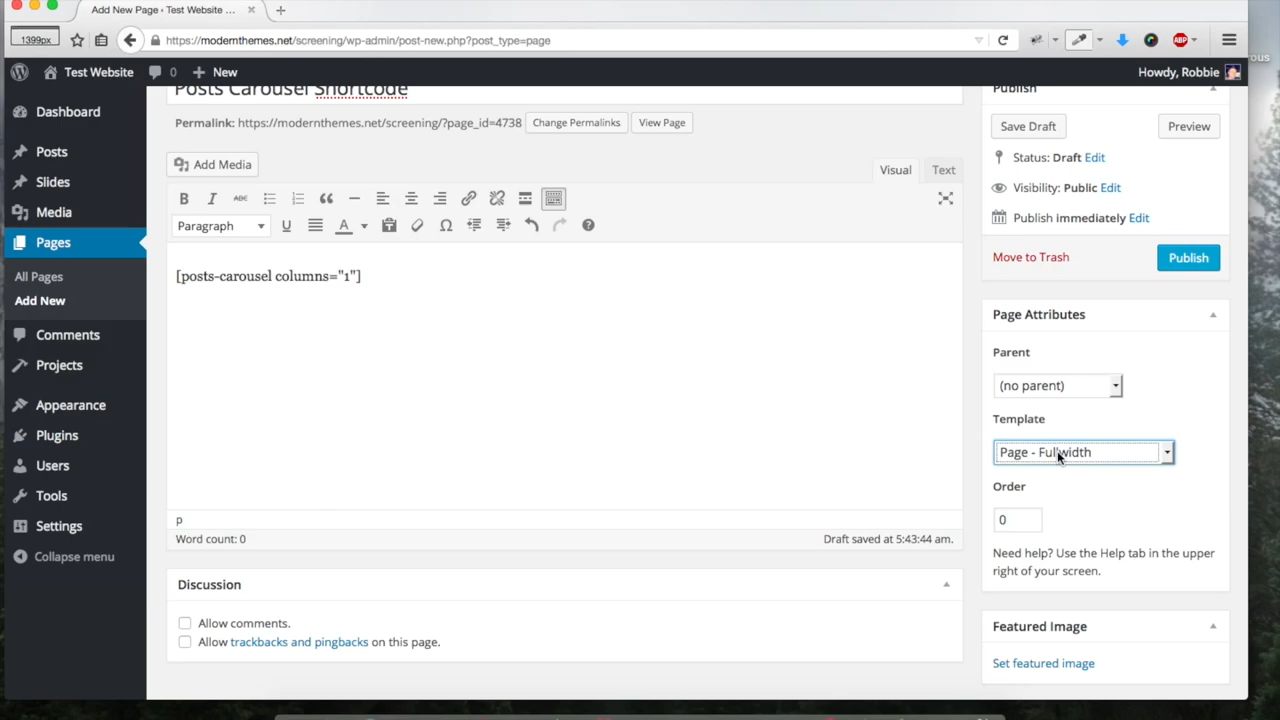 Add New Page • Test Website ...
1399px
https://modernthemes.net/screening/wp-admin/post-new.php?post_type=page
ABP
Test Website
0
New
Howdy, Robbie
Dashboard
Posts
Slides
Media
Pages
All Pages
Add New
Comments
Projects
Appearance
Plugins
Users
Tools
Settings
Collapse menu
Posts Carousel Shortcode
Permalink: https://modernthemes.net/screening/?page_id=4738
Change Permalinks
View Page
Add Media
Visual
Text
B I ABC
Paragraph
U
A
[posts-carousel columns="1"]
p
Word count: 0
Draft saved at 5:43:44 am.
Discussion
Allow comments.
Allow trackbacks and pingbacks on this page.
Publish
Save Draft
Preview
Status: Draft Edit
Visibility: Public Edit
Publish immediately Edit
Move to Trash
Publish
Page Attributes
Parent
(no parent)
Template
Page - Fullwidth
Order
0
Need help? Use the Help tab in the upper
right of your screen.
Featured Image
Set featured image